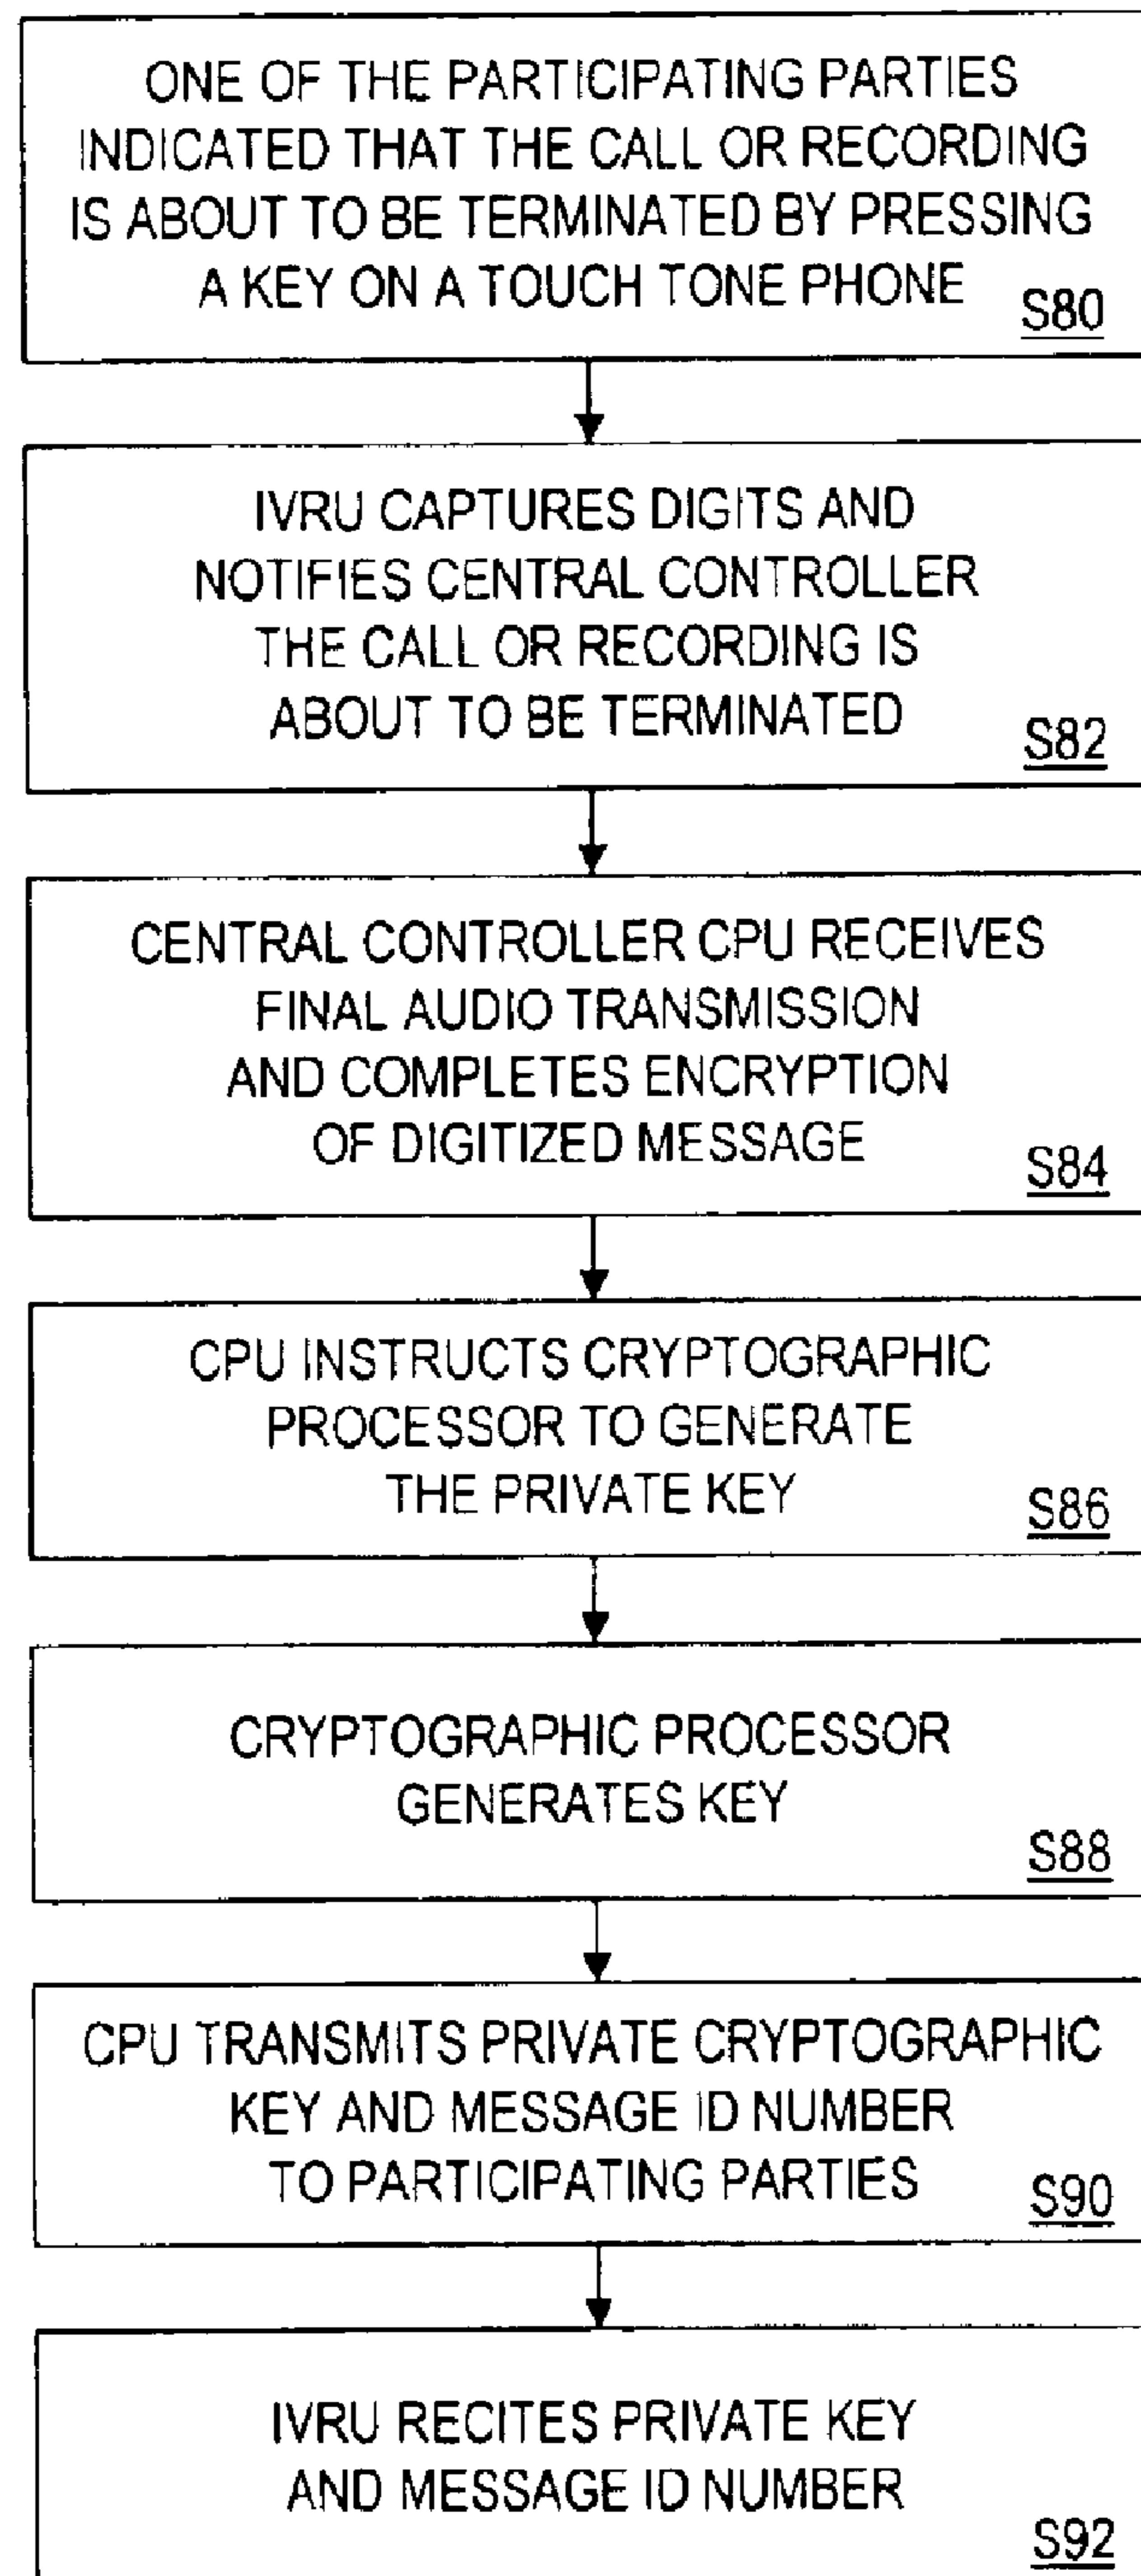 ONE OF THE PARTICIPATING PARTIES
INDICATED THAT THE CALL OR RECORDING
IS ABOUT TO BE TERMINATED BY PRESSING
A KEY ON A TOUCH TONE PHONE
S80
IVRU CAPTURES DIGITS AND
NOTIFIES CENTRAL CONTROLLER
THE CALL OR RECORDING IS
ABOUT TO BE TERMINATED
S82
CENTRAL CONTROLLER CPU RECEIVES
FINAL AUDIO TRANSMISSION
AND COMPLETES ENCRYPTION
OF DIGITIZED MESSAGE
S84
CPU INSTRUCTS CRYPTOGRAPHIC
PROCESSOR TO GENERATE
THE PRIVATE KEY
S86
CRYPTOGRAPHIC PROCESSOR
GENERATES KEY
S88
CPU TRANSMITS PRIVATE CRYPTOGRAPHIC
KEY AND MESSAGE ID NUMBER
TO PARTICIPATING PARTIES
S90
IVRU RECITES PRIVATE KEY
AND MESSAGE ID NUMBER
S92